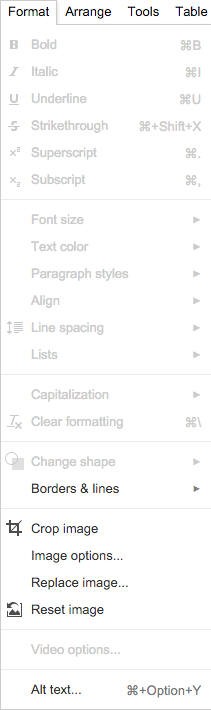 Format Arrange Tools Table
B Bold ⌘B
I Italic ⌘I
U Underline ⌘U
S Strikethrough ⌘+Shift+X
x² Superscript ⌘.
x₂ Subscript ⌘,
Font size ►
Text color ►
Paragraph styles ►
Align ►
Line spacing ►
Lists ►
Capitalization ►
Clear formatting ⌘\
Change shape ►
Borders & lines ►
Crop image
Image options...
Replace image...
Reset image
Video options...
Alt text... ⌘+Option+Y